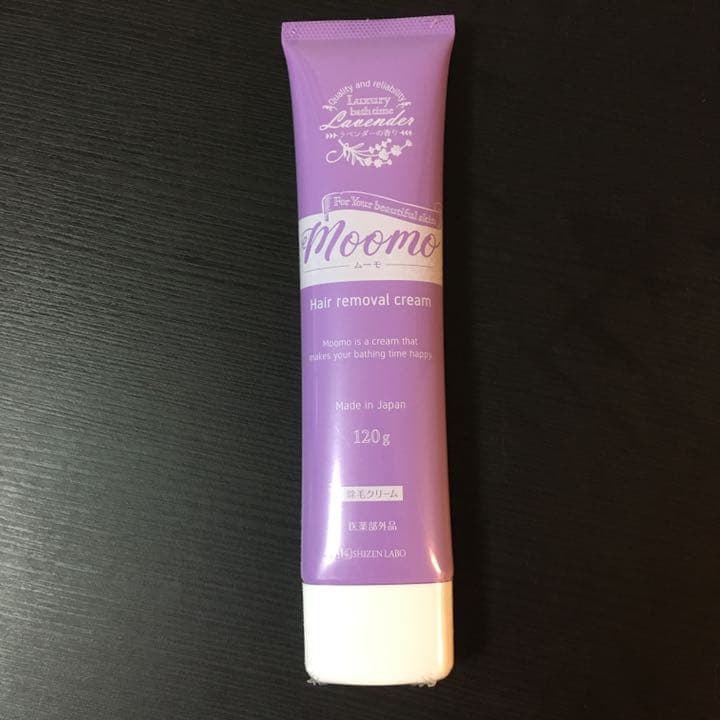 Quality and reliability
Luxury
bath time
Lavender
ラベンダーの香り
For Your beautiful skin
Moomo
ムーモ
Hair removal cream
Moomo is a cream that
makes your bathing time happy.
Made in Japan
120g
除毛クリーム
医薬部外品
SHIZEN LABO